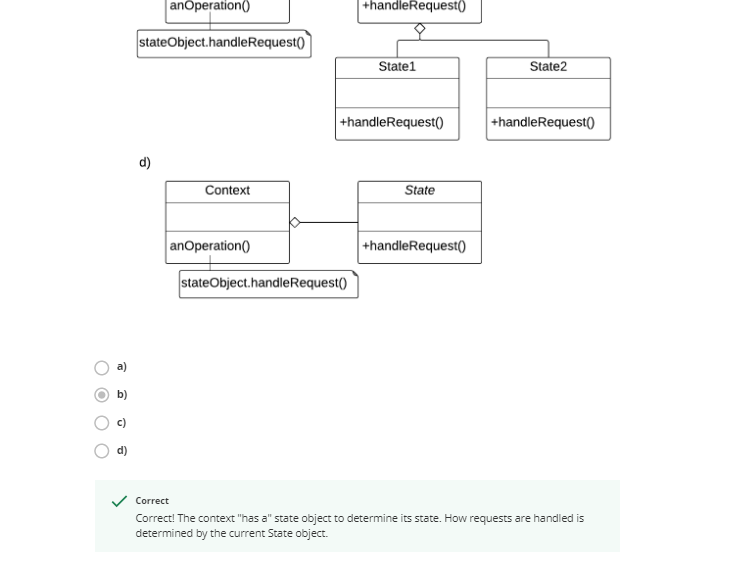 anOperation()
+handleRequest()
stateObject.handleRequest()
State1
State2
+handleRequest()
+handleRequest()
d)
Context
State
anOperation()
+handleRequest()
stateObject.handleRequest()
a)
b)
c)
d)
Correct
Correct! The context "has a" state object to determine its state. How requests are handled is
determined by the current State object.